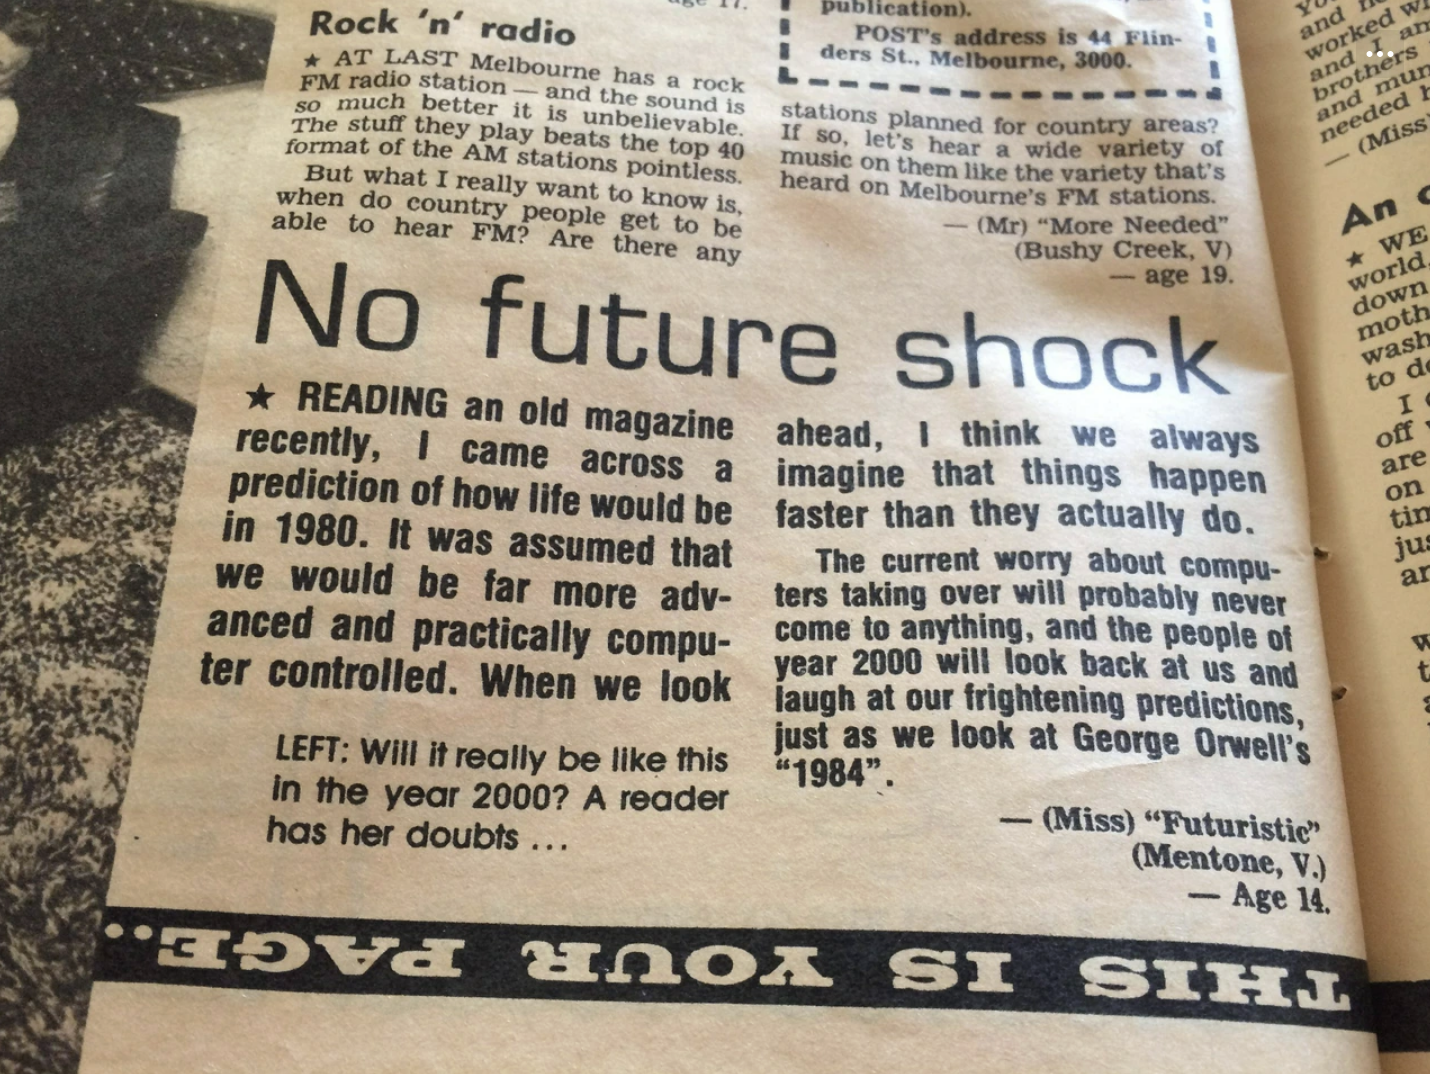 age 17.
Rock 'n' radio
★ AT LAST Melbourne has a rock
FM radio station — and the sound is
so much better it is unbelievable.
The stuff they play beats the top 40
format of the AM stations pointless.
But what I really want to know is,
when do country people get to be
able to hear FM? Are there any
publication).
POST's address is 44 Flin-
ders St., Melbourne, 3000.
stations planned for country areas?
If so, let's hear a wide variety of
music on them like the variety that's
heard on Melbourne's FM stations.
— (Mr) “More Needed”
(Bushy Creek, V)
— age 19.
No future shock
★ READING an old magazine
recently, I came across a
prediction of how life would be
in 1980. It was assumed that
we would be far more adv-
anced and practically compu-
ter controlled. When we look
ahead, I think we always
imagine that things happen
faster than they actually do.
The current worry about compu-
ters taking over will probably never
come to anything, and the people of
year 2000 will look back at us and
laugh at our frightening predictions,
just as we look at George Orwell's
“1984”.
— (Miss) “Futuristic”
(Mentone, V.)
— Age 14.
LEFT: Will it really be like this
in the year 2000? A reader
has her doubts ...
THIS IS YOUR PAGE..
and
worked
and I am
brothers
and
needed
— (Miss)
An
★ WE
world,
down
moth
wash
to
I
off
are
on